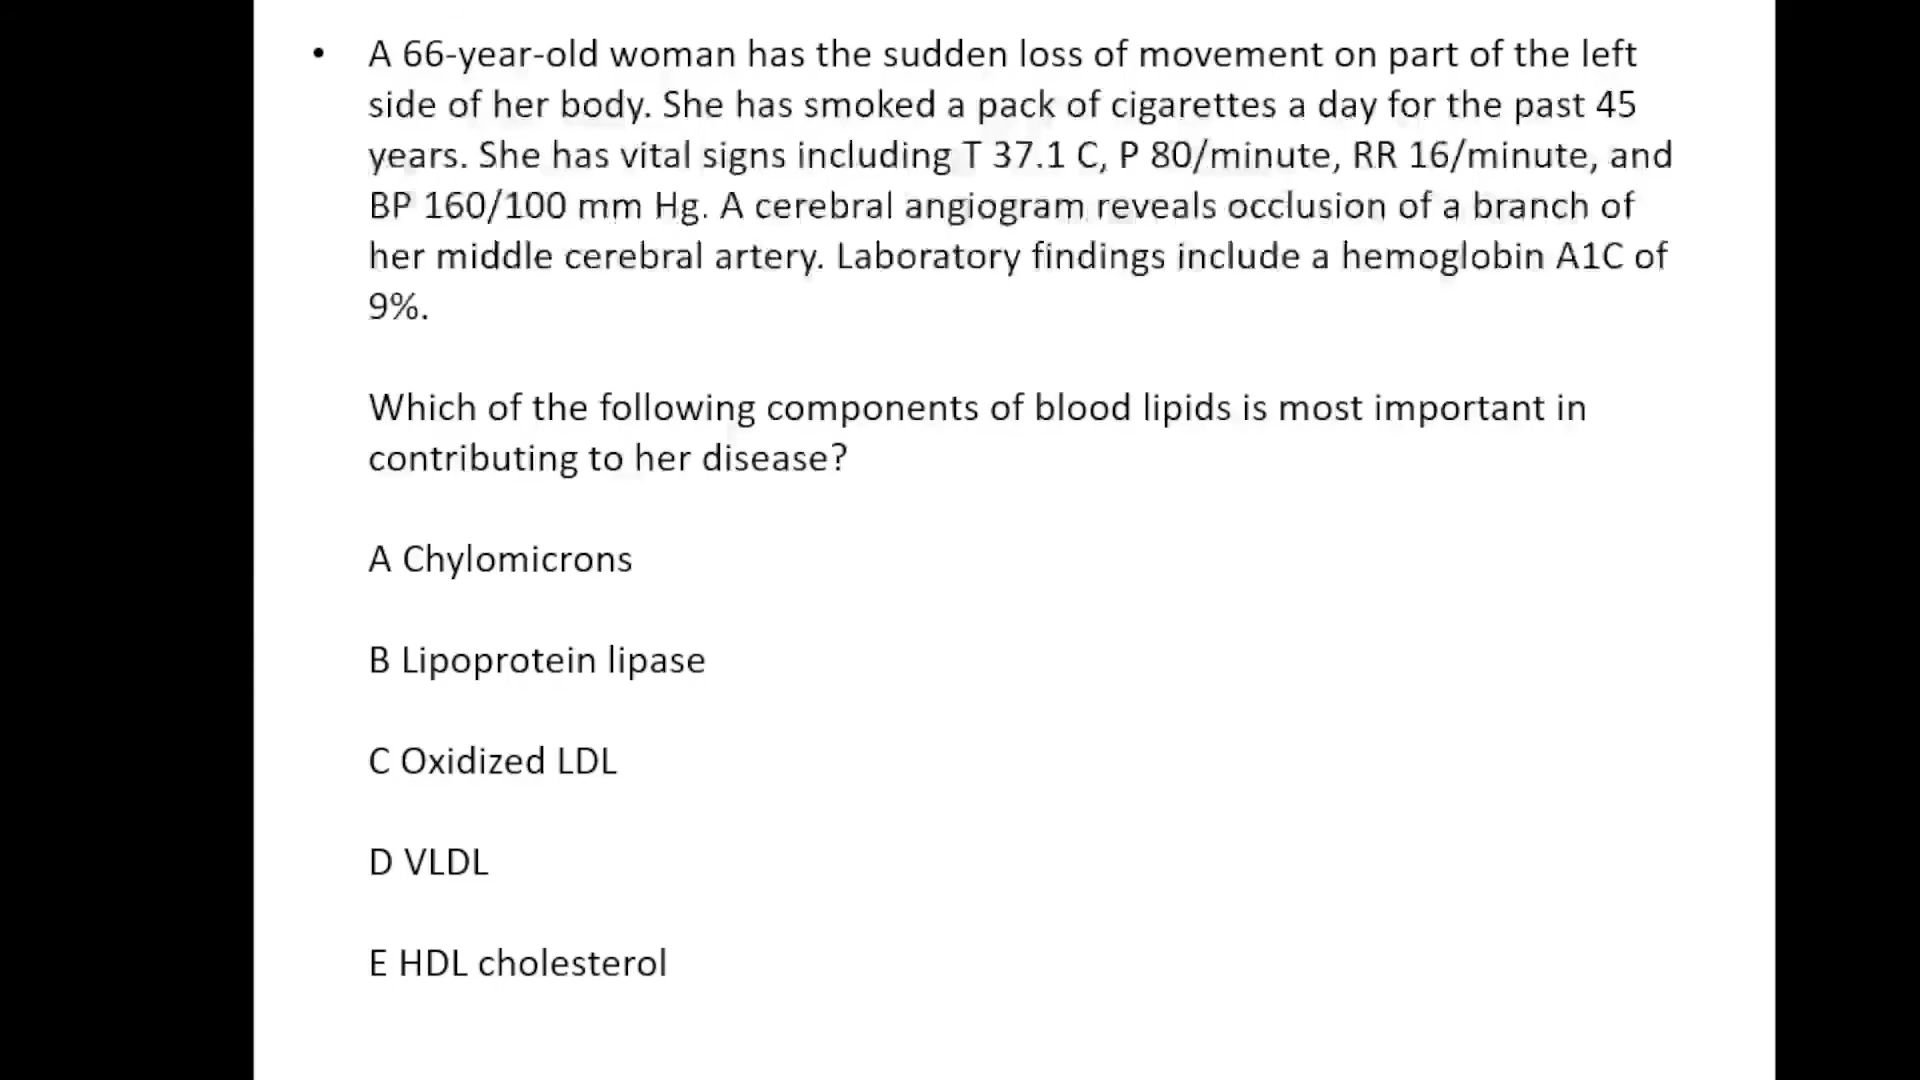 • A 66-year-old woman has the sudden loss of movement on part of the left
side of her body. She has smoked a pack of cigarettes a day for the past 45
years. She has vital signs including T 37.1 C, P 80/minute, RR 16/minute, and
BP 160/100 mm Hg. A cerebral angiogram reveals occlusion of a branch of
her middle cerebral artery. Laboratory findings include a hemoglobin A1C of
9%.
Which of the following components of blood lipids is most important in
contributing to her disease?
A Chylomicrons
B Lipoprotein lipase
C Oxidized LDL
D VLDL
E HDL cholesterol